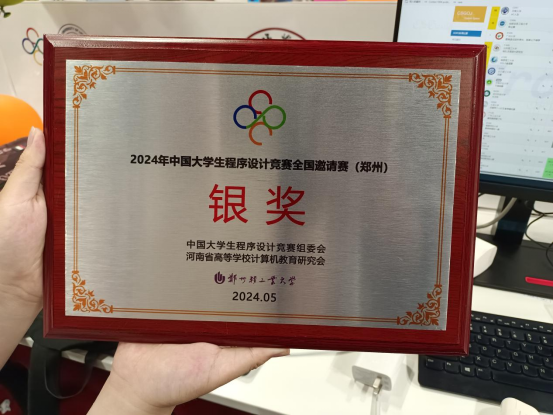 2024年中国大学生程序设计竞赛全国邀请赛（郑州）
银奖
中国大学生程序设计竞赛组委会
河南省高等学校计算机教育研究会
郑州轻工业大学
2024.05